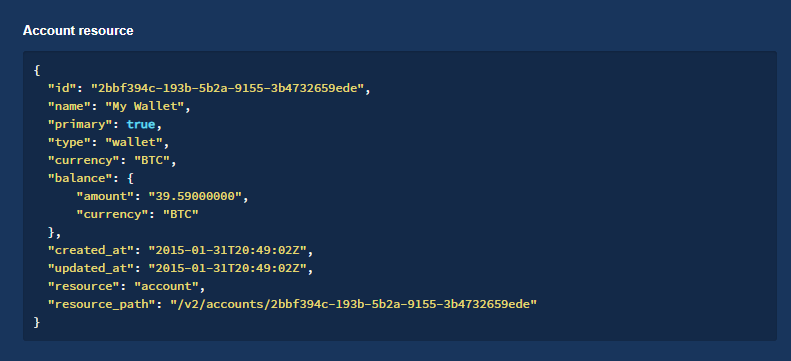 Account resource
{
"id": "2bbf394c-193b-5b2a-9155-3b4732659ede",
"name": "My Wallet",
"primary": true,
"type": "wallet",
"currency": "BTC",
"balance": {
"amount": "39.59000000",
"currency": "BTC"
},
"created_at": "2015-01-31T20:49:02Z",
"updated_at": "2015-01-31T20:49:02Z",
"resource": "account",
"resource_path": "/v2/accounts/2bbf394c-193b-5b2a-9155-3b4732659ede"
}